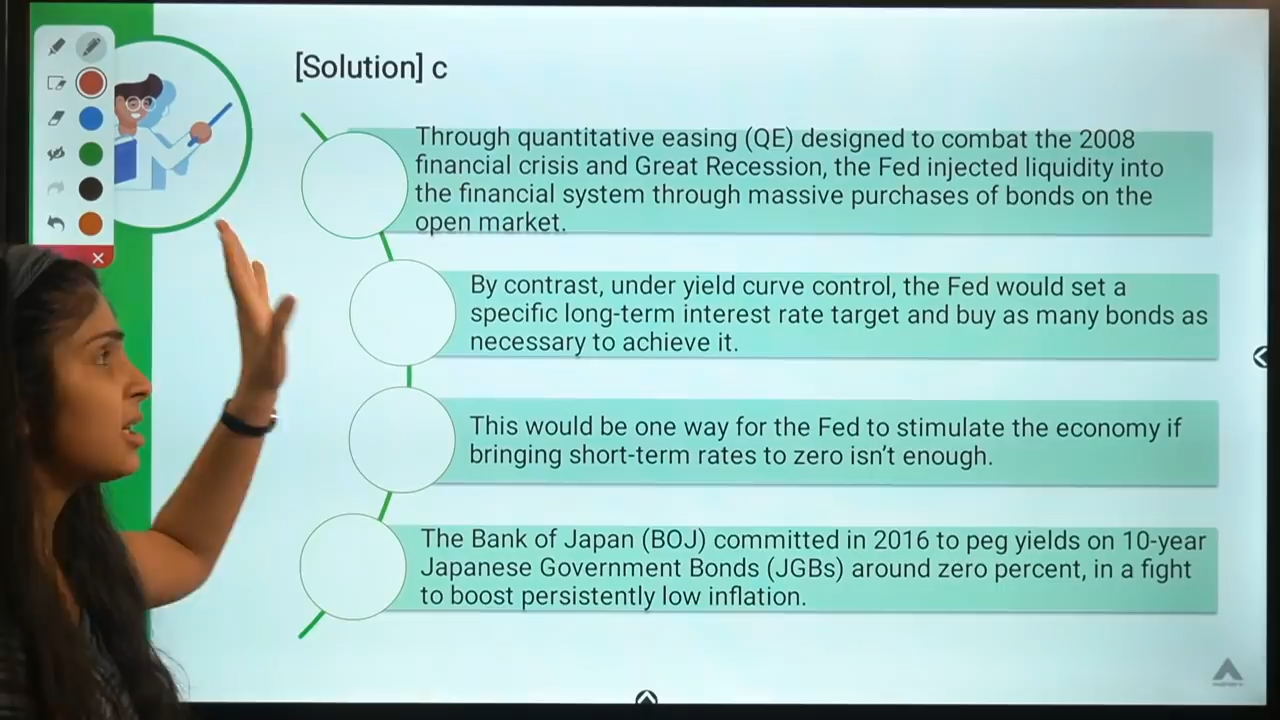 [Solution] c
Through quantitative easing (QE) designed to combat the 2008
financial crisis and Great Recession, the Fed injected liquidity into
the financial system through massive purchases of bonds on the
open market.
By contrast, under yield curve control, the Fed would set a
specific long-term interest rate target and buy as many bonds as
necessary to achieve it.
This would be one way for the Fed to stimulate the economy if
bringing short-term rates to zero isn't enough.
The Bank of Japan (BOJ) committed in 2016 to peg yields on 10-year
Japanese Government Bonds (JGBs) around zero percent, in a fight
to boost persistently low inflation.